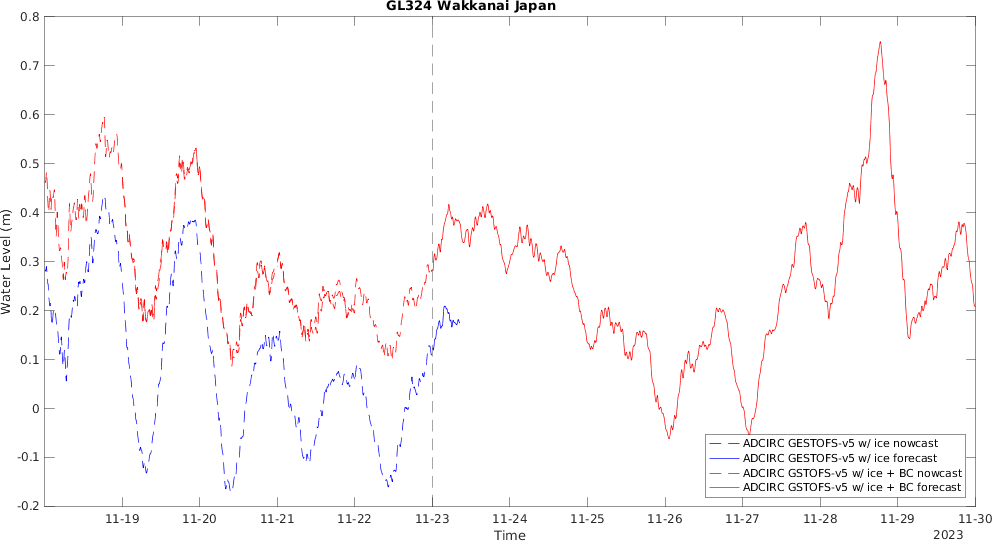 GL324 Wakkanai Japan
Water Level (m)
0.8
0.7
0.6
0.5
0.4
0.3
0.2
0.1
0
-0.1
-0.2
ADCIRC GESTOFS-v5 w/ ice nowcast
ADCIRC GESTOFS-v5 w/ ice forecast
ADCIRC GSTOFS-v5 w/ ice + BC nowcast
ADCIRC GSTOFS-v5 w/ ice + BC forecast
11-19 11-20 11-21 11-22 11-23 11-24 11-25 11-26 11-27 11-28 11-29 11-30
Time
2023